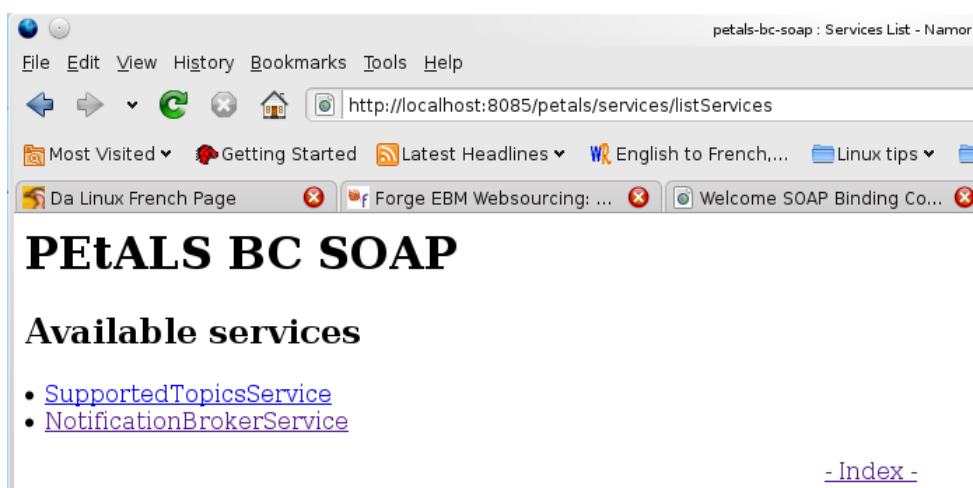 petals-bc-soap : Services List - Namor
File Edit View History Bookmarks Tools Help
http://localhost:8085/petals/services/listServices
Most Visited Getting Started Latest Headlines English to French,... Linux tips
Da Linux French Page Forge EBM Websourcing: ... Welcome SOAP Binding Co...
PEtALS BC SOAP
Available services
• SupportedTopicsService
• NotificationBrokerService
- Index -